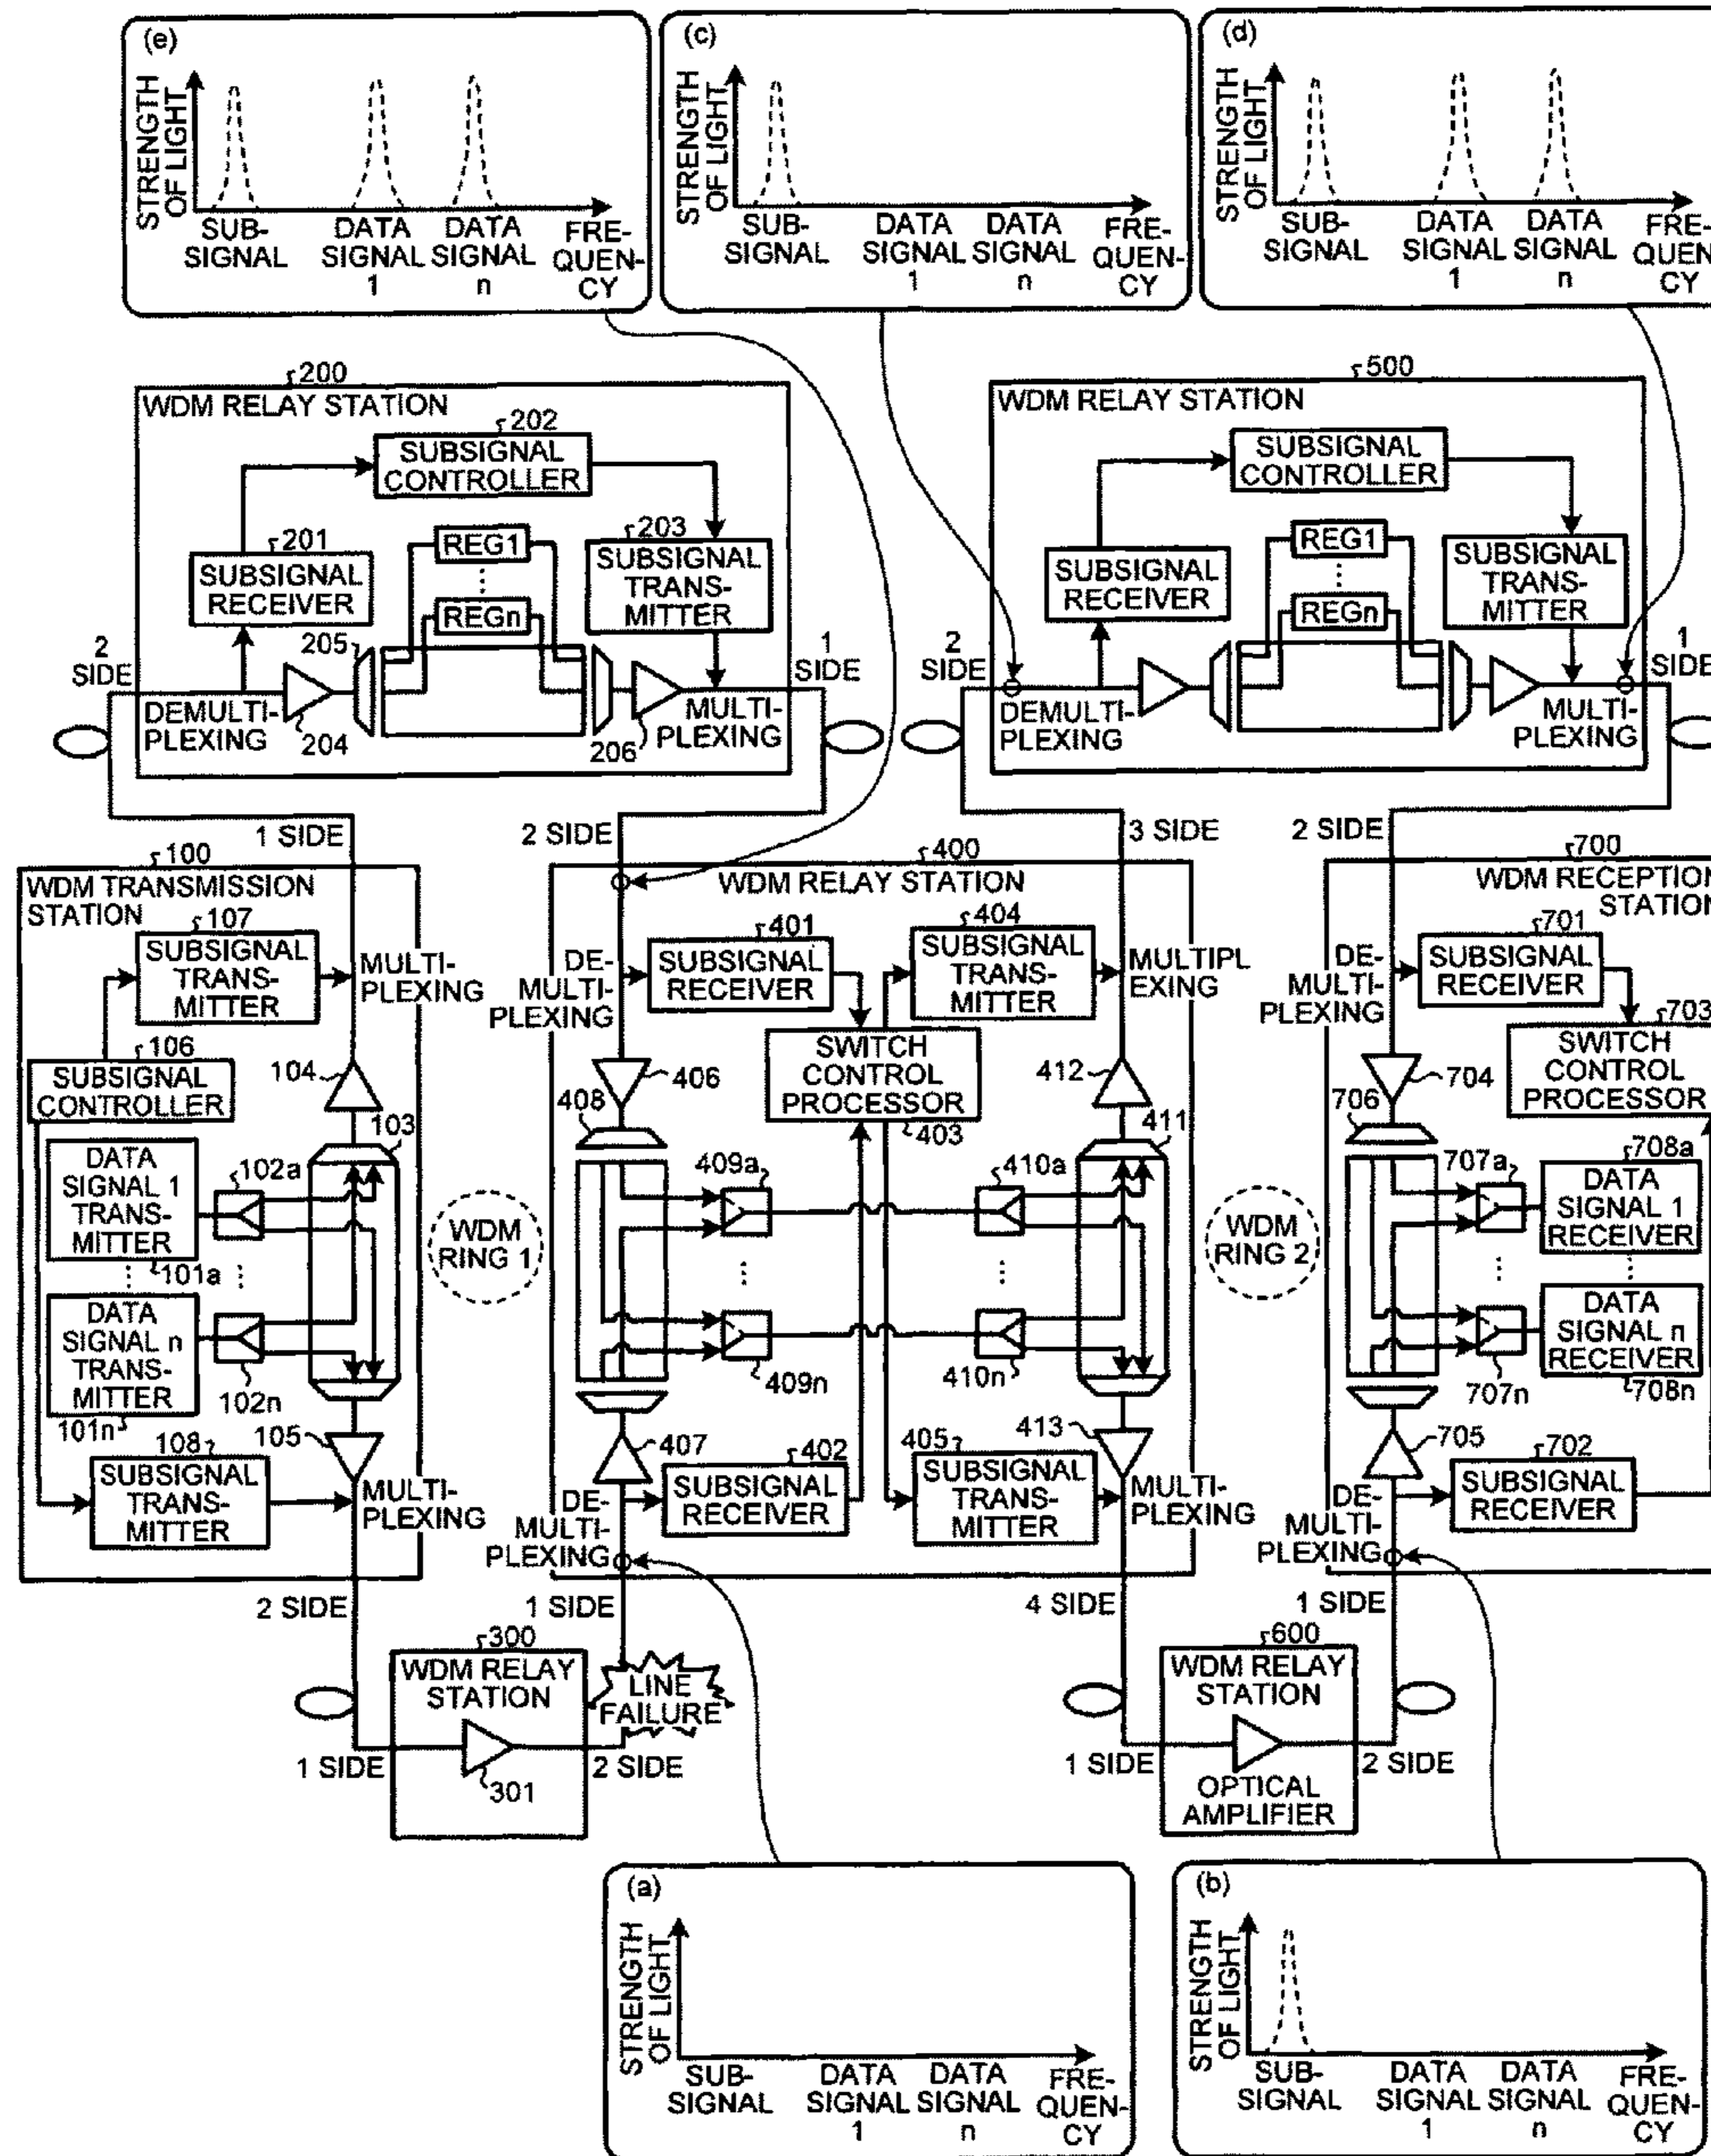 (e)
STRENGTH
OF LIGHT
SUB-
SIGNAL
DATA
SIGNAL
1
DATA
SIGNAL
n
FRE-
QUEN-
CY
(c)
STRENGTH
OF LIGHT
SUB-
SIGNAL
DATA
SIGNAL
1
DATA
SIGNAL
n
FRE-
QUEN-
CY
(d)
STRENGTH
OF LIGHT
SUB-
SIGNAL
DATA
SIGNAL
1
DATA
SIGNAL
n
FRE-
QUEN
CY
200
WDM RELAY STATION
202
SUBSIGNAL
CONTROLLER
201
SUBSIGNAL
RECEIVER
REG1
REGn
203
SUBSIGNAL
TRANS-
MITTER
2
SIDE
205
1
SIDE
DEMULTI-
PLEXING
204
206
MULTI-
PLEXING
500
WDM RELAY STATION
SUBSIGNAL
CONTROLLER
SUBSIGNAL
RECEIVER
REG1
REGn
SUBSIGNAL
TRANS-
MITTER
2
SIDE
1
SIDE
DEMULTI-
PLEXING
MULTI-
PLEXING
1 SIDE
2 SIDE
3 SIDE
2 SIDE
100
WDM TRANSMISSION
STATION
107
SUBSIGNAL
TRANS-
MITTER
MULTI-
PLEXING
106
SUBSIGNAL
CONTROLLER
104
103
DATA
SIGNAL 1
TRANS-
MITTER
101a
102a
DATA
SIGNAL n
TRANS-
MITTER
101n
102n
105
108
SUBSIGNAL
TRANS-
MITTER
MULTI-
PLEXING
2 SIDE
WDM
RING 1
400
WDM RELAY STATION
401
SUBSIGNAL
RECEIVER
DE-
MULTI-
PLEXING
404
SUBSIGNAL
TRANS-
MITTER
MULTIPL
EXING
406
408
SWITCH
CONTROL
PROCESSOR
403
412
411
409a
410a
409n
410n
407
402
SUBSIGNAL
RECEIVER
405
SUBSIGNAL
TRANS-
MITTER
413
MULTI-
PLEXING
DE-
MULTI-
PLEXING
1 SIDE
4 SIDE
WDM
RING 2
700
WDM RECEPTION
STATION
701
SUBSIGNAL
RECEIVER
DE-
MULTI-
PLEXING
703
SWITCH
CONTROL
PROCESSOR
704
706
707a
708a
DATA
SIGNAL 1
RECEIVER
DATA
SIGNAL n
RECEIVER
707n
708n
705
702
SUBSIGNAL
RECEIVER
DE-
MULTI-
PLEXING
1 SIDE
300
WDM RELAY
STATION
LINE
FAILURE
1 SIDE
301
2 SIDE
600
WDM RELAY
STATION
1 SIDE
2 SIDE
OPTICAL
AMPLIFIER
(a)
STRENGTH
OF LIGHT
SUB-
SIGNAL
DATA
SIGNAL
1
DATA
SIGNAL
n
FRE-
QUEN-
CY
(b)
STRENGTH
OF LIGHT
SUB-
SIGNAL
DATA
SIGNAL
1
DATA
SIGNAL
n
FRE-
QUEN-
CY